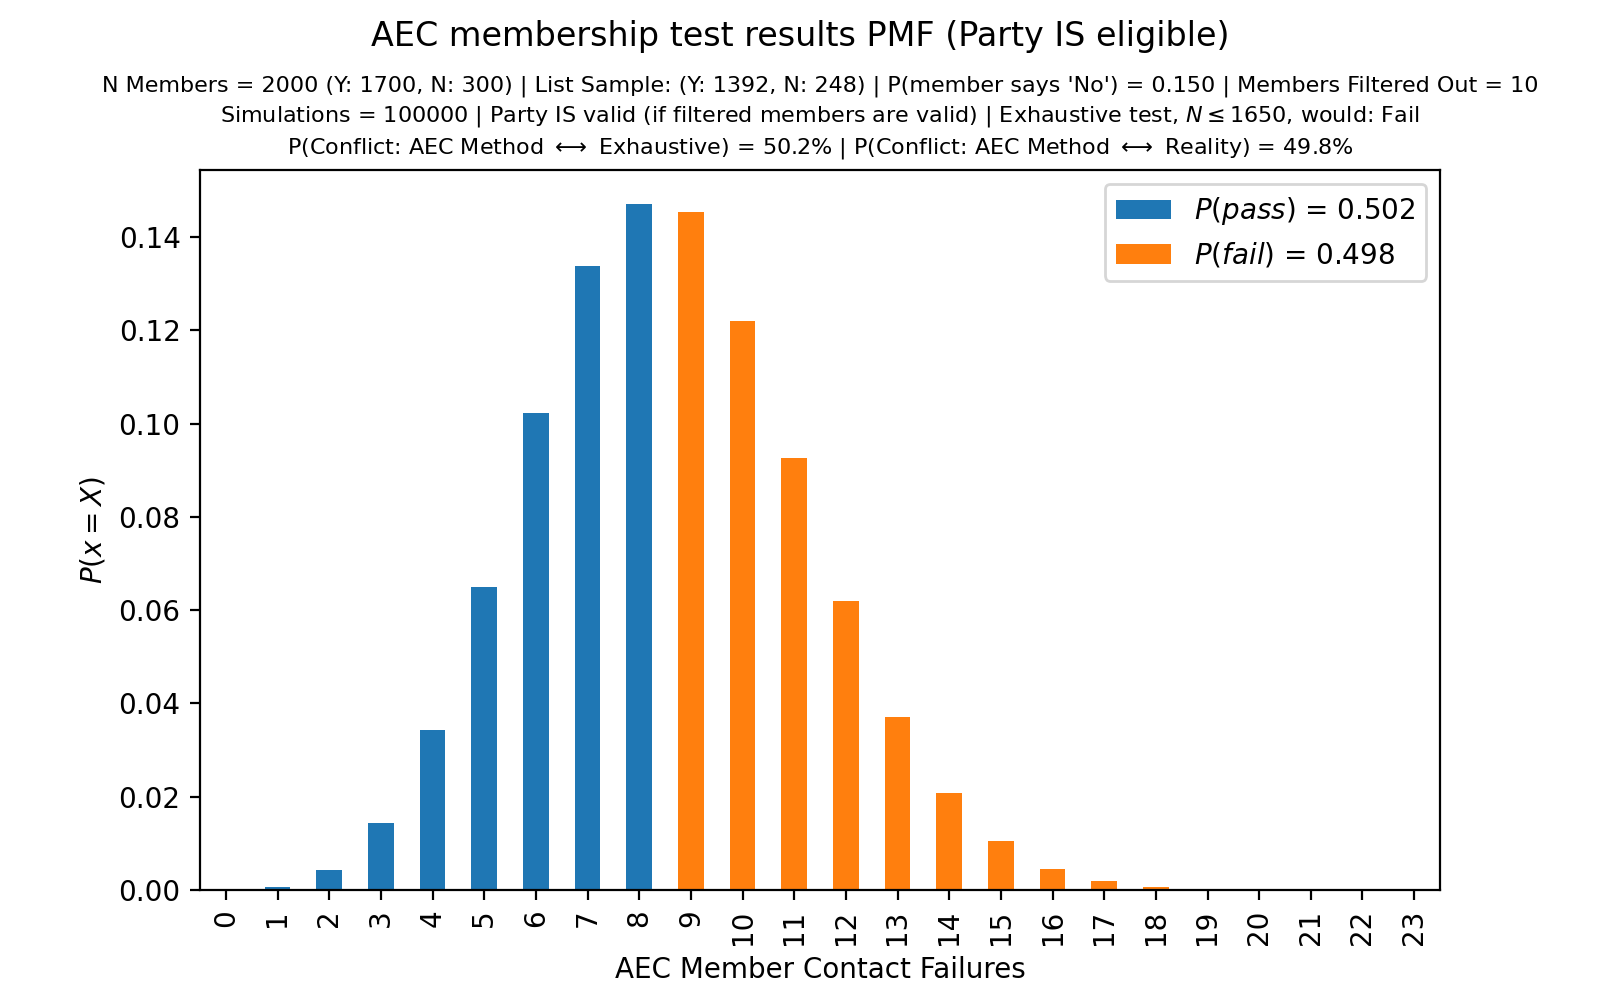 AEC membership test results PMF (Party IS eligible)
N Members = 2000 (Y: 1700, N: 300) | List Sample: (Y: 1392, N: 248) | P(member says 'No') = 0.150 | Members Filtered Out = 10
Simulations = 100000 | Party IS valid (if filtered members are valid) | Exhaustive test, N ≤ 1650, would: Fail
P(Conflict: AEC Method ⟷ Exhaustive) = 50.2% | P(Conflict: AEC Method ⟷ Reality) = 49.8%
P(pass) = 0.502
P(fail) = 0.498
0.14
0.12
0.10
0.08
0.06
0.04
0.02
0.00
P(x = X)
0 1 2 3 4 5 6 7 8 9 10 11 12 13 14 15 16 17 18 19 20 21 22 23
AEC Member Contact Failures